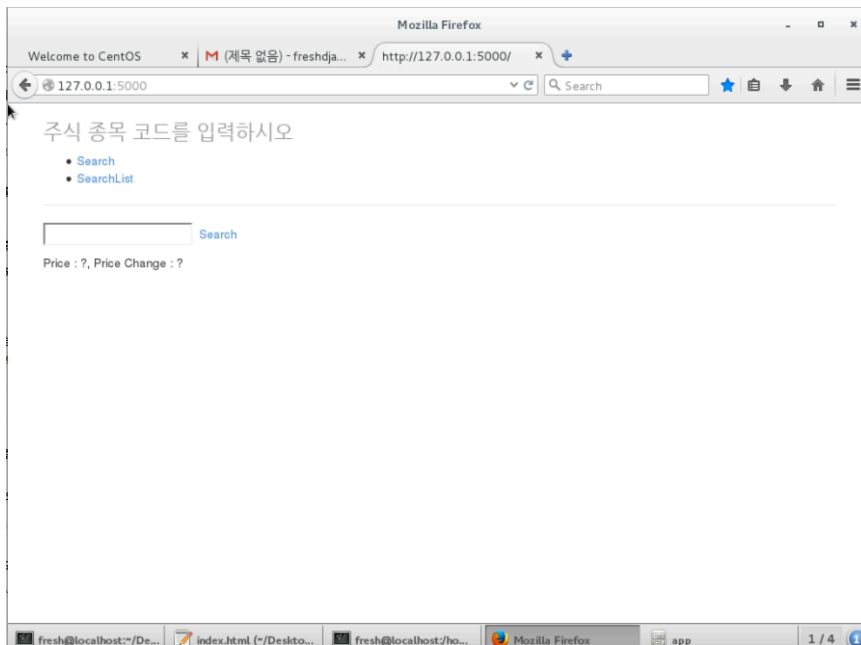 Mozilla Firefox
Welcome to CentOS
(제목 없음) - freshdja...
http://127.0.0.1:5000/
127.0.0.1:5000
Search
주식 종목 코드를 입력하시오
Search
SearchList
Search
Price : ?, Price Change : ?
fresh@localhost:~/De...
index.html (~/Deskto...
fresh@localhost:/ho...
Mozilla Firefox
app
1 / 4
1